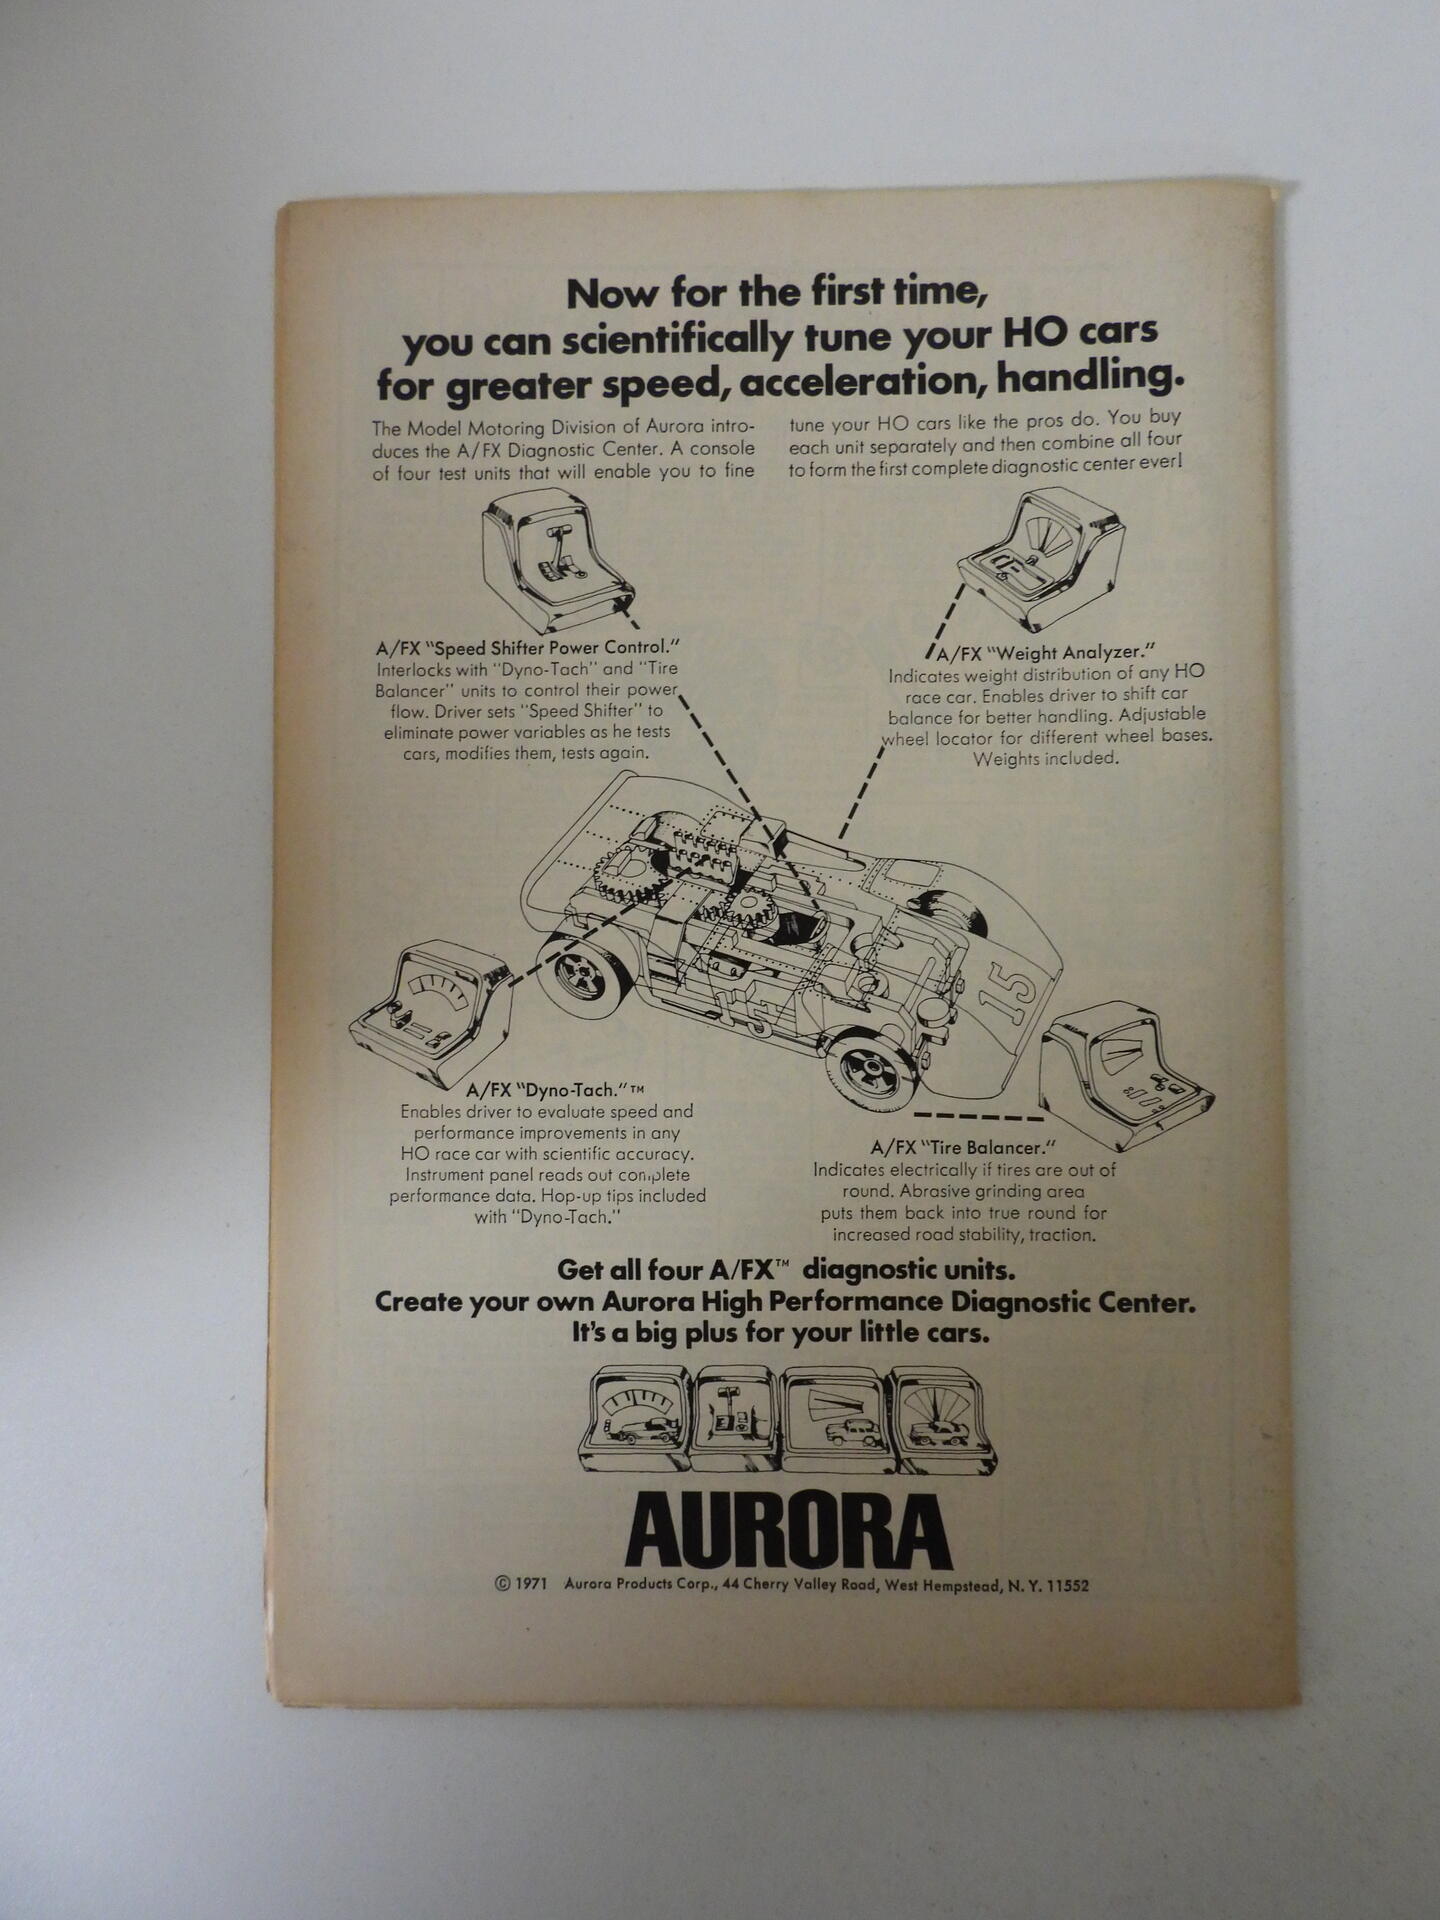 Now for the first time,
you can scientifically tune your HO cars
for greater speed, acceleration, handling.
The Model Motoring Division of Aurora intro-
duces the A/FX Diagnostic Center. A console
of four test units that will enable you to fine
tune your HO cars like the pros do. You buy
each unit separately and then combine all four
to form the first complete diagnostic center ever!
A/FX "Speed Shifter Power Control."
Interlocks with "Dyno-Tach" and "Tire
Balancer" units to control their power
flow. Driver sets "Speed Shifter" to
eliminate power variables as he tests
cars, modifies them, tests again.
A/FX "Weight Analyzer."
Indicates weight distribution of any HO
race car. Enables driver to shift car
balance for better handling. Adjustable
wheel locator for different wheel bases.
Weights included.
15
15
A/FX "Dyno-Tach."™
Enables driver to evaluate speed and
performance improvements in any
HO race car with scientific accuracy.
Instrument panel reads out complete
performance data. Hop-up tips included
with "Dyno-Tach."
A/FX "Tire Balancer."
Indicates electrically if tires are out of
round. Abrasive grinding area
puts them back into true round for
increased road stability, traction.
Get all four A/FX™ diagnostic units.
Create your own Aurora High Performance Diagnostic Center.
It's a big plus for your little cars.
AURORA
© 1971 Aurora Products Corp., 44 Cherry Valley Road, West Hempstead, N. Y. 11552